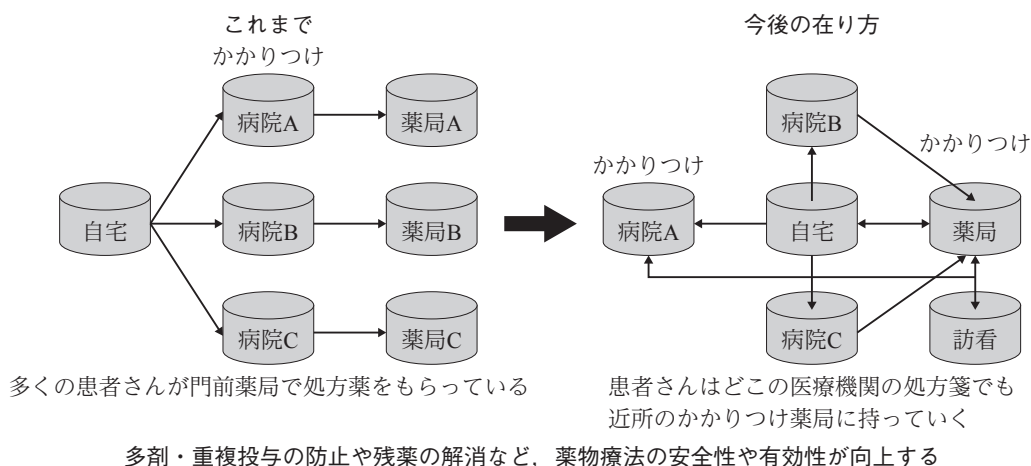 これまで
かかりつけ
病院A
薬局A
自宅
病院B
薬局B
病院C
薬局C
多くの患者さんが門前薬局で処方薬をもらっている
今後の在り方
病院B
かかりつけ
かかりつけ
病院A
自宅
薬局
病院C
訪看
患者さんはどこの医療機関の処方箋でも
近所のかかりつけ薬局に持っていく
多剤・重複投与の防止や残薬の解消など，薬物療法の安全性や有効性が向上する